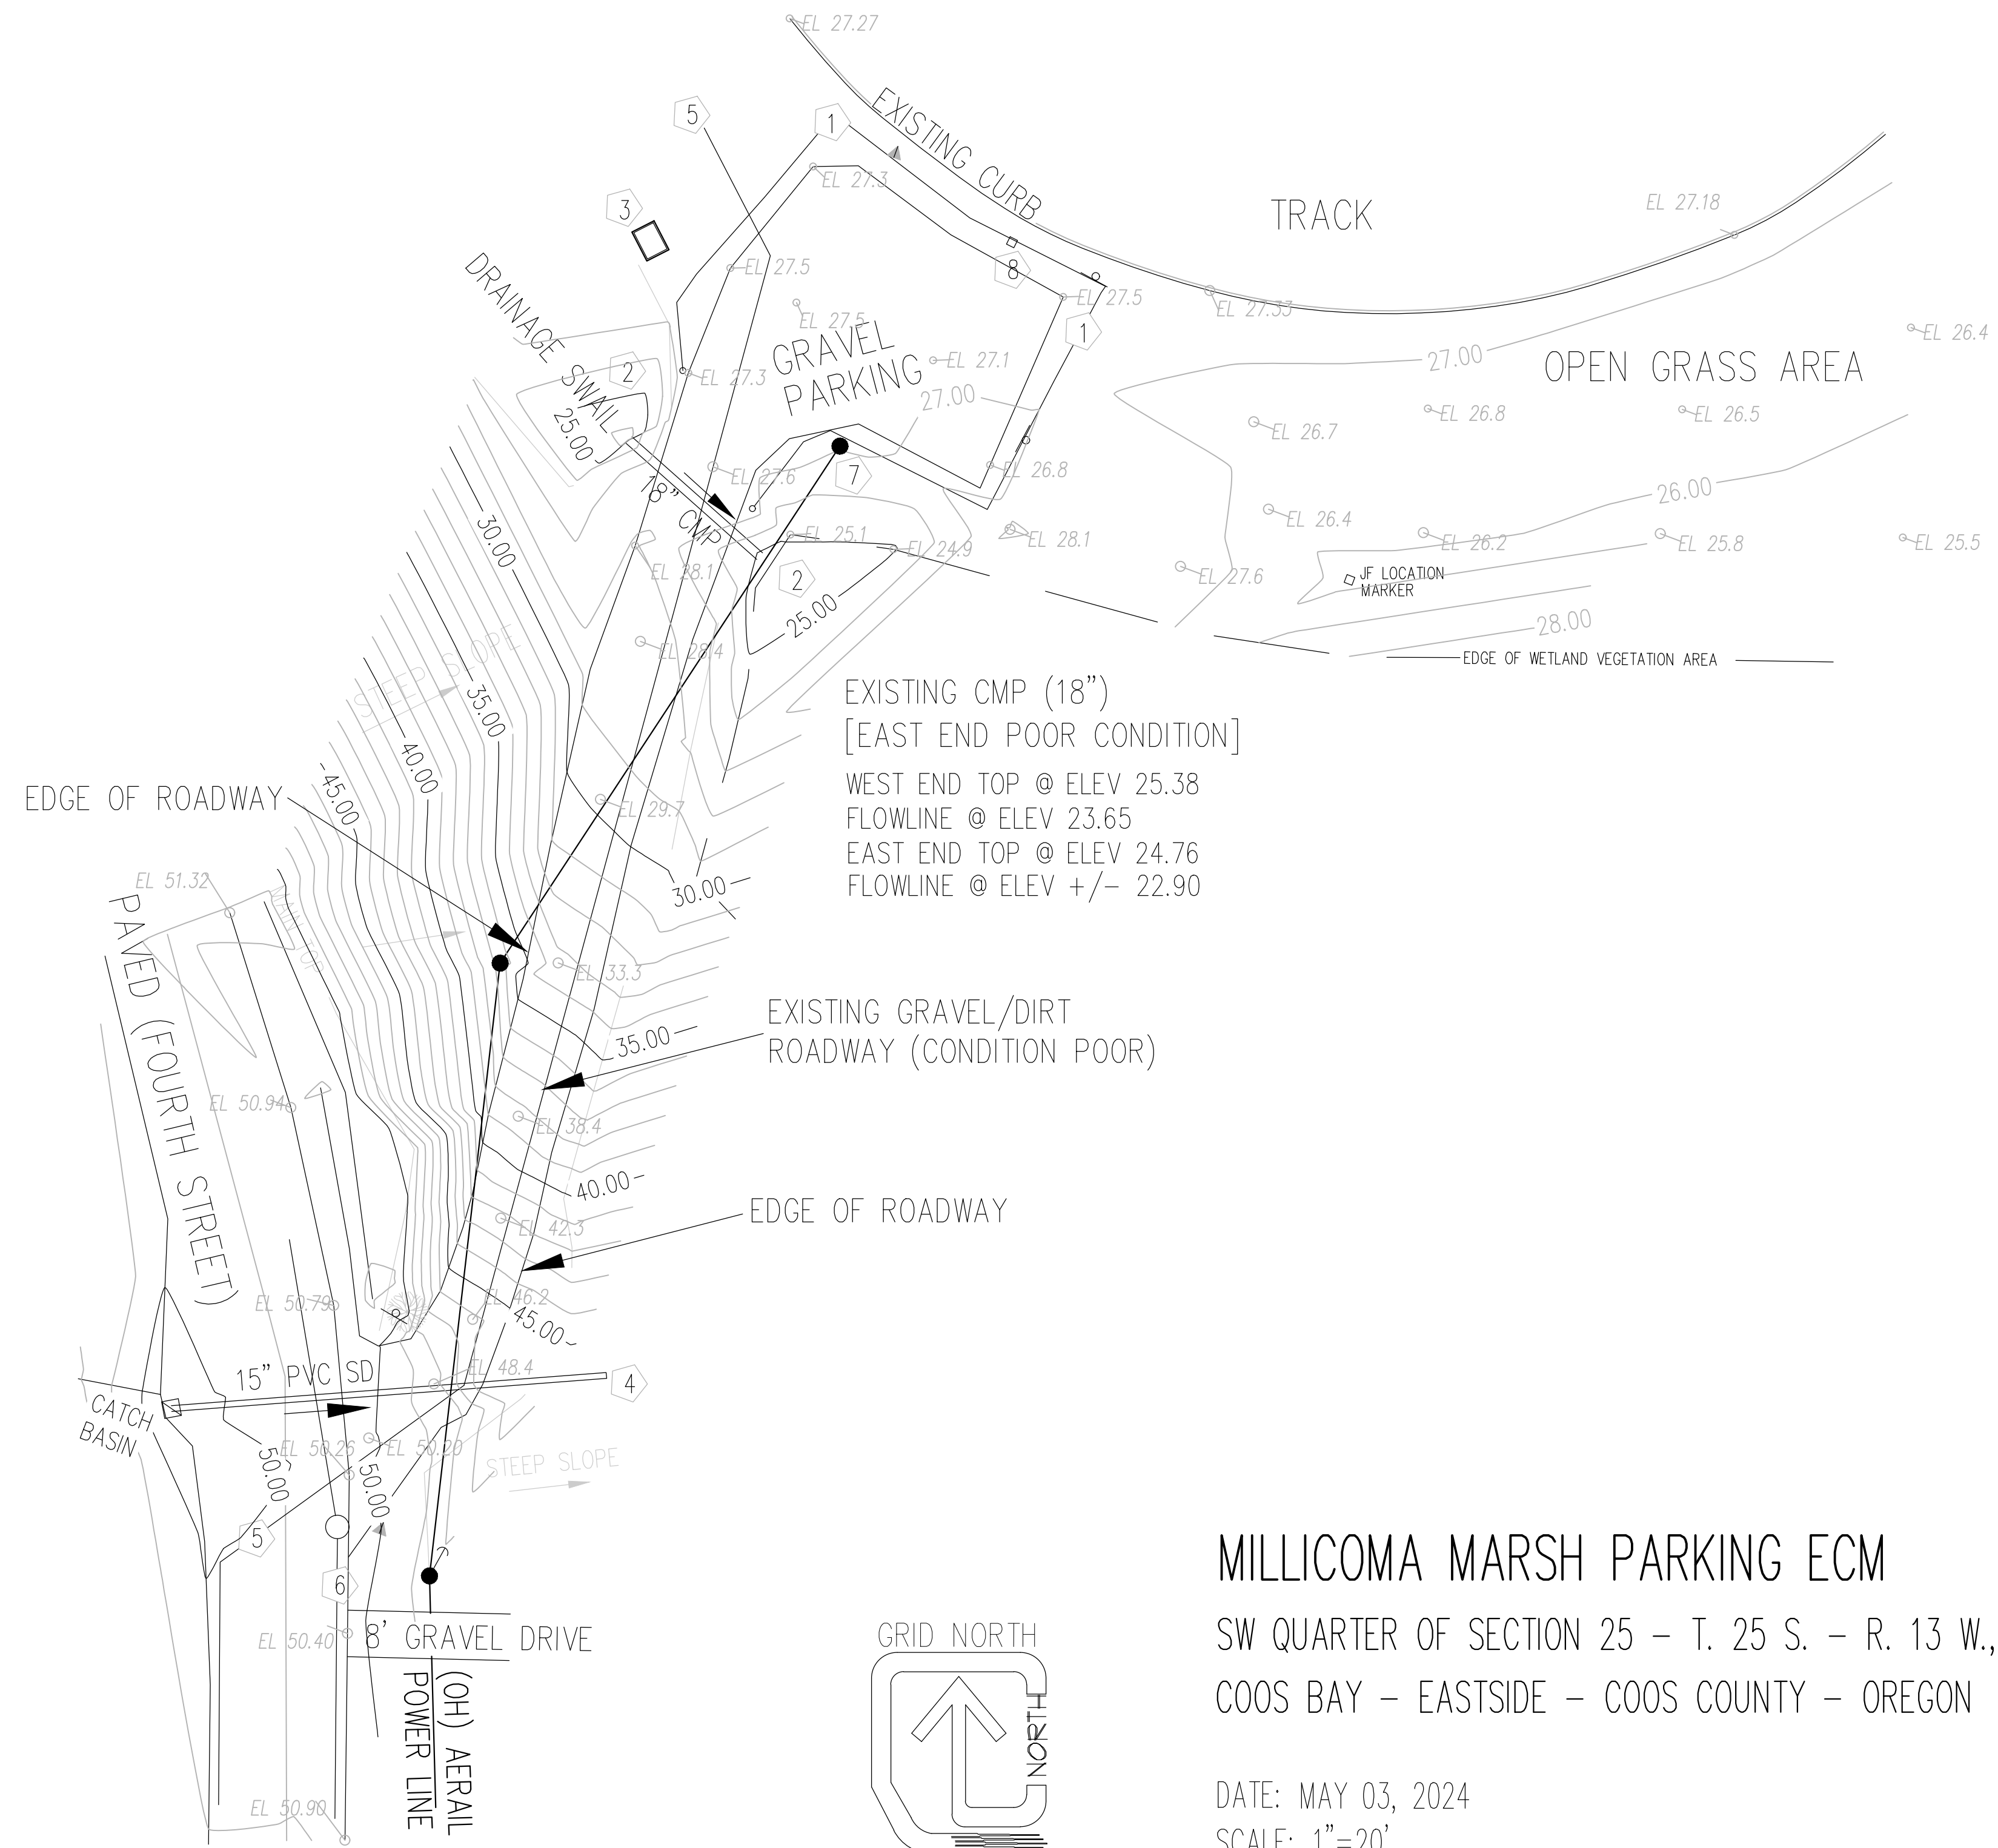 EL 27.27
EXISTING CURB
5
1
EL 27.3
3
TRACK
EL 27.18
DRAINAGE SWAIL
8
EL 27.5
EL 27.5
EL 27.5
EL 27.33
1
EL 26.4
GRAVEL
PARKING
EL 27.1
27.00
OPEN GRASS AREA
2
EL 27.3
27.00
25.00
EL 26.7
EL 26.8
EL 26.5
EL 27.6
7
EL 26.8
18" CMP
26.00
30.00
EL 25.1
EL 24.9
EL 28.1
EL 26.4
EL 26.2
EL 25.8
EL 25.5
EL 28.1
2
EL 27.6
JF LOCATION
MARKER
25.00
28.00
STEEP SLOPE
EL 28.4
EDGE OF WETLAND VEGETATION AREA
35.00
EXISTING CMP (18")
[EAST END POOR CONDITION]
WEST END TOP @ ELEV 25.38
FLOWLINE @ ELEV 23.65
EAST END TOP @ ELEV 24.76
FLOWLINE @ ELEV +/- 22.90
40.00
45.00
EDGE OF ROADWAY
EL 29.7
30.00
EL 51.32
PAVED (FOURTH STREET)
EL 33.3
EXISTING GRAVEL/DIRT
ROADWAY (CONDITION POOR)
35.00
EL 50.94
EL 38.4
40.00
EDGE OF ROADWAY
EL 42.3
EL 50.79
EL 46.2
45.00
15" PVC SD
EL 48.4
4
CATCH
BASIN
EL 50.26
EL 50.20
50.00
50.00
STEEP SLOPE
5
6
EL 50.40
8' GRAVEL DRIVE
(OH) AERAIL
POWER LINE
EL 50.90
GRID NORTH
NORTH
MILLICOMA MARSH PARKING ECM
SW QUARTER OF SECTION 25 - T. 25 S. - R. 13 W.,
COOS BAY - EASTSIDE - COOS COUNTY - OREGON
DATE: MAY 03, 2024
SCALE: 1"=20'